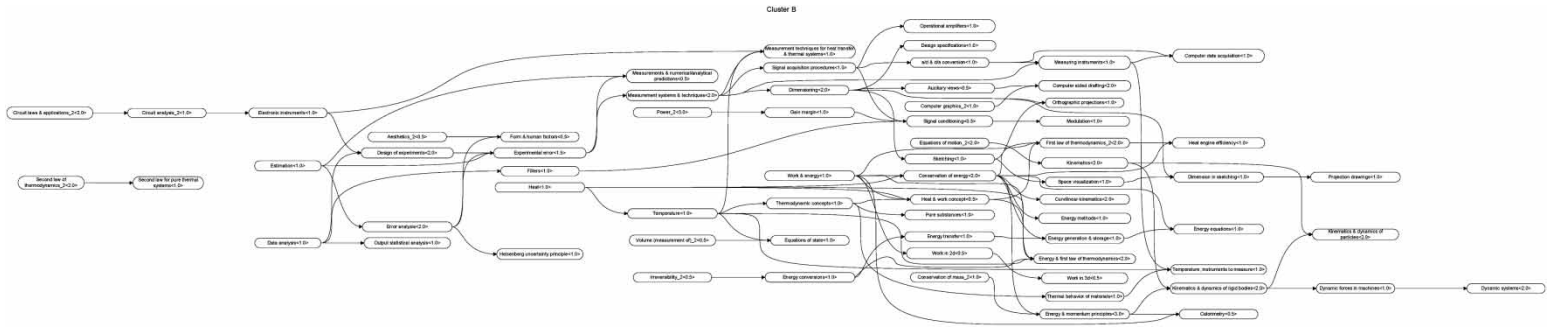 Cluster B
Circuit laws & applications_2<2.0>
Second law of
thermodynamics_2<2.0>
Circuit analysis_2<1.0>
Second law for pure thermal
systems<1.0>
Electronic instruments<1.0>
Estimation<1.0>
Data analysis<1.0>
Aesthetics_2<0.5>
Design of experiments<2.0>
Error analysis<2.0>
Output statistical analysis<1.0>
Form & human factors<0.5>
Experimental error<1.5>
Filters<1.0>
Heat<1.0>
Heisenberg uncertainty principle<1.0>
Measurements & numerical/analytical
predictions<0.5>
Measurement systems & techniques<2.0>
Power_2<3.0>
Temperature<1.0>
Volume (measurement of)_2<0.5>
Irreversibility_2<0.5>
Measurement techniques for heat transfer
& thermal systems<1.0>
Signal acquisition procedures<1.5>
Dimensioning<2.0>
Gain margin<1.0>
Work & energy<1.0>
Thermodynamic concepts<1.0>
Equations of state<1.0>
Energy conversions<1.0>
Operational amplifiers<1.0>
Design specifications<1.0>
a/d & d/a conversion<1.0>
Auxiliary views<0.5>
Computer graphics_2<1.0>
Signal conditioning<0.5>
Equations of motion_2<2.0>
Sketching<1.0>
Conservation of energy<2.0>
Heat & work concept<0.5>
Pure substances<1.0>
Energy transfer<1.0>
Work in 2d<0.5>
Conservation of mass_2<1.0>
Measuring instruments<1.0>
Computer aided drafting<2.0>
Orthographic projections<1.0>
Modulation<1.0>
First law of thermodynamics_2<2.0>
Kinematics<2.0>
Space visualization<1.0>
Curvilinear kinematics<2.0>
Energy methods<1.0>
Energy generation & storage<1.0>
Energy & first law of thermodynamics<2.0>
Work in 3d<0.5>
Thermal behavior of materials<1.0>
Energy & momentum principles<3.0>
Computer data acquisition<1.0>
Heat engine efficiency<1.0>
Dimension in sketching<1.0>
Energy equations<1.0>
Temperature, instruments to measure<1.0>
Kinematics & dynamics of rigid bodies<2.0>
Calorimetry<0.5>
Projection drawings<1.0>
Kinematics & dynamics of
particles<2.0>
Dynamic forces in machines<1.0>
Dynamic systems<2.0>